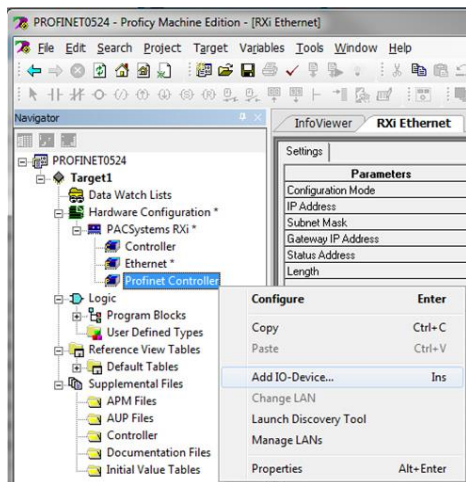 PROFINET0524 - Proficy Machine Edition - [RXi Ethernet]
File Edit Search Project Target Variables Tools Window Help
Navigator
InfoViewer RXi Ethernet
Settings
Parameters
Configuration Mode
IP Address
Subnet Mask
Gateway IP Address
Status Address
Length
PROFINET0524
Target1
Data Watch Lists
Hardware Configuration *
PACSystems RXi *
Controller
Ethernet *
Profinet Controller
Logic
Program Blocks
User Defined Types
Reference View Tables
Default Tables
Supplemental Files
APM Files
AUP Files
Controller
Documentation Files
Initial Value Tables
Configure Enter
Copy Ctrl+C
Paste Ctrl+V
Add IO-Device... Ins
Change LAN
Launch Discovery Tool
Manage LANs
Properties Alt+Enter